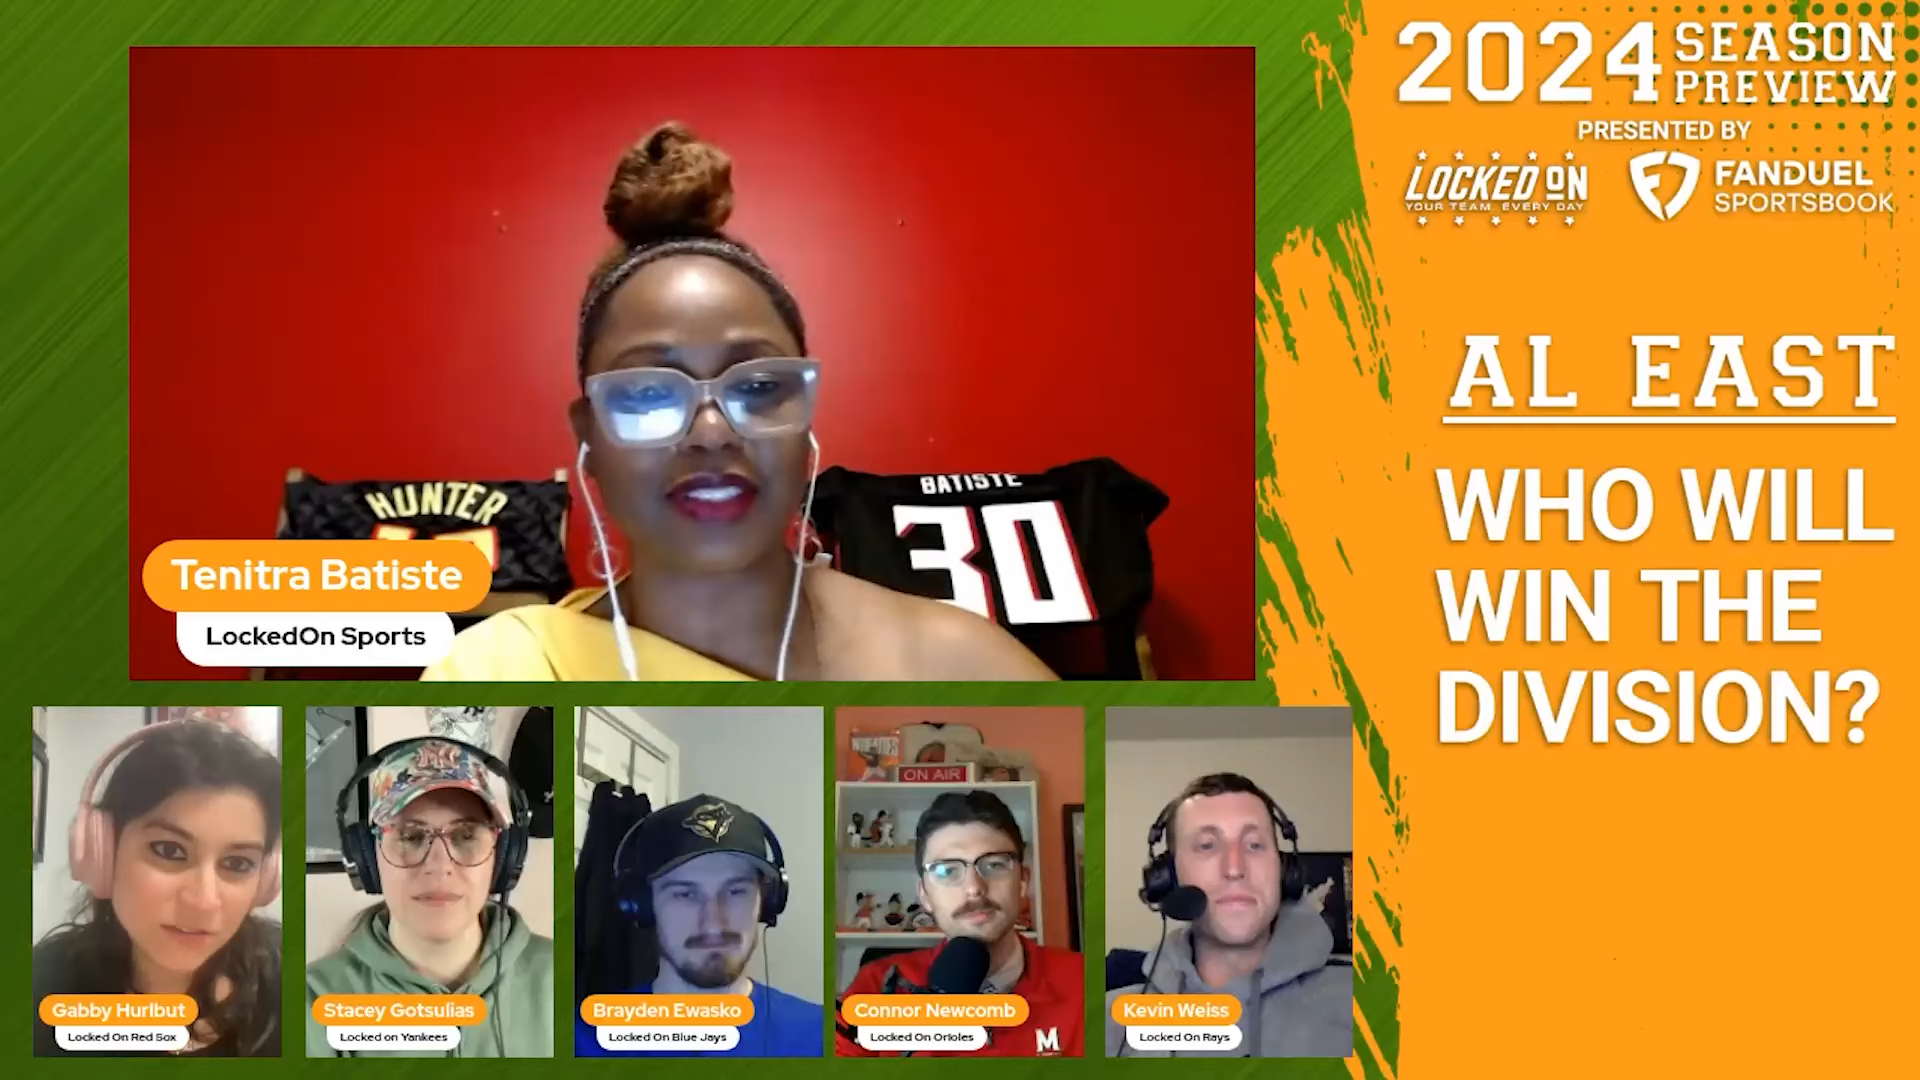 2024 SEASON
PREVIEW
PRESENTED BY
LOCKED ON
YOUR TEAM. EVERY DAY
FANDUEL
SPORTSBOOK
AL EAST
WHO WILL
WIN THE
DIVISION?
HUNTER
BATISTE
30
Tenitra Batiste
LockedOn Sports
WHEATIES
ON AIR
M
Gabby Hurlbut
Locked On Red Sox
Stacey Gotsulias
Locked on Yankees
Brayden Ewasko
Locked On Blue Jays
Connor Newcomb
Locked On Orioles
Kevin Weiss
Locked On Rays